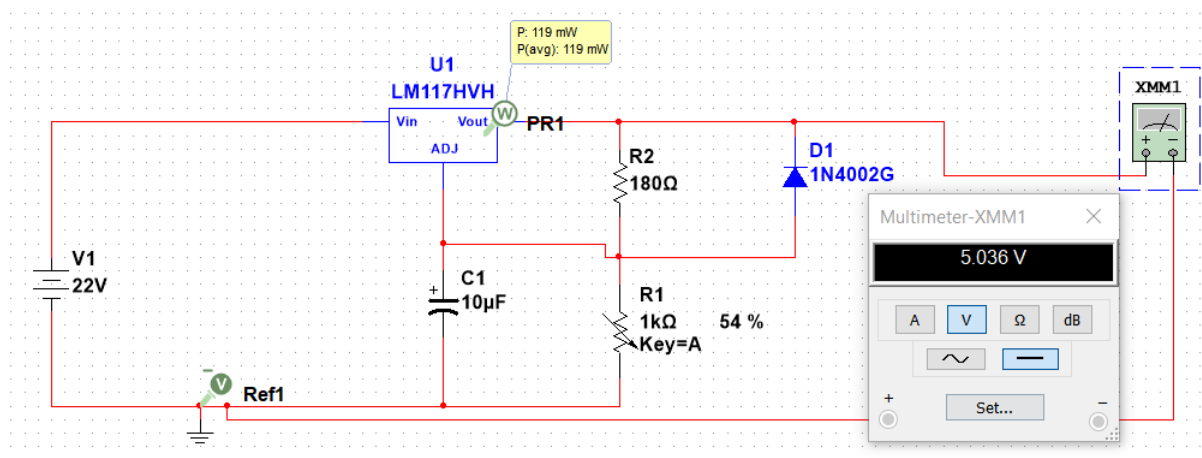 P: 119 mW
P(avg): 119 mW
U1
LM117HVH
Vin
Vout
W
PR1
ADJ
XMM1
+
−
R2
180Ω
D1
1N4002G
Multimeter-XMM1
5.036 V
V1
22V
+
C1
10µF
R1
1kΩ
54 %
Key=A
A
V
Ω
dB
V
Ref1
+
Set...
−